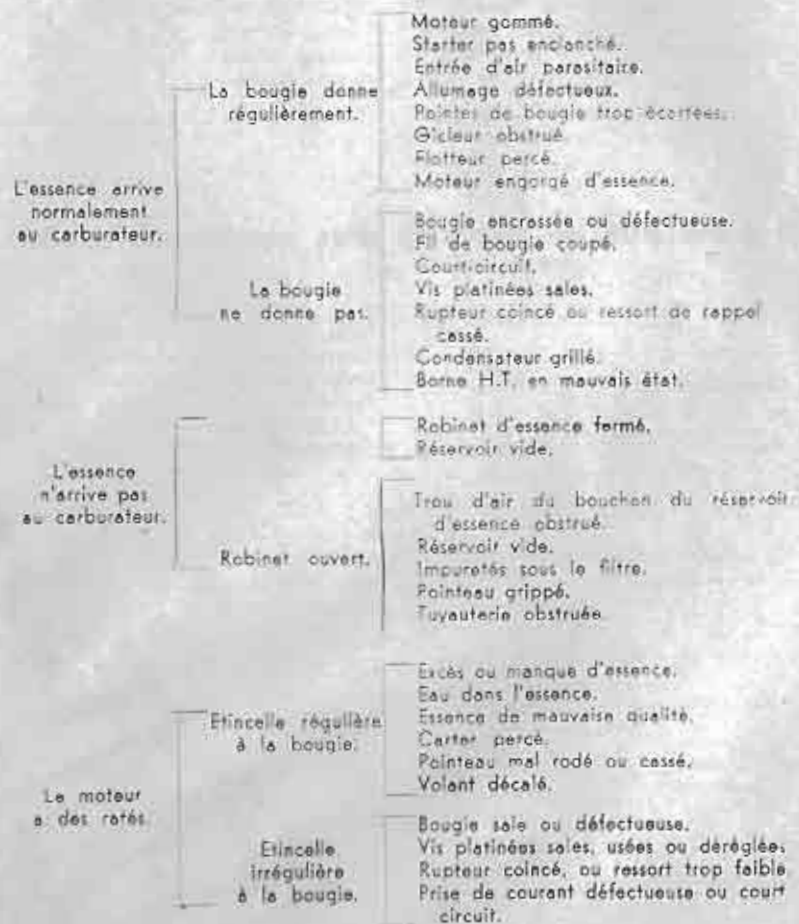 L'essence arrive
normalement
au carburateur.
La bougie donne
régulièrement.
Moteur gommé.
Starter pas enclanché.
Entrée d'air parasitaire.
Allumage défectueux.
Pointes de bougie trop écartées.
Gicleur obstrué
Flotteur percé.
Moteur engorgé d'essence.
La bougie
ne donne pas.
Bougie encrassée ou défectueuse.
Fil de bougie coupé.
Court-circuit.
Vis platinées sales.
Rupteur coincé ou ressort de rappel
cassé.
Condensateur grillé.
Borne H.T. en mauvais état.
L'essence
n'arrive pas
au carburateur.
Robinet d'essence fermé.
Réservoir vide.
Robinet ouvert.
Trou d'air du bouchon du réservoir
d'essence obstrué.
Réservoir vide.
Impuretés sous le filtre.
Pointeau grippé.
Tuyauterie obstruée
Le moteur
a des ratés.
Etincelle régulière
à la bougie.
Excès ou manque d'essence.
Eau dans l'essence.
Essence de mauvaise qualité.
Carter percé.
Pointeau mal rodé ou cassé.
Volant décalé.
Etincelle
irrégulière
à la bougie.
Bougie sale ou défectueuse.
Vis platinées sales, usées ou déréglées
Rupteur coincé, ou ressort trop faible
Prise de courant défectueuse ou court
circuit.